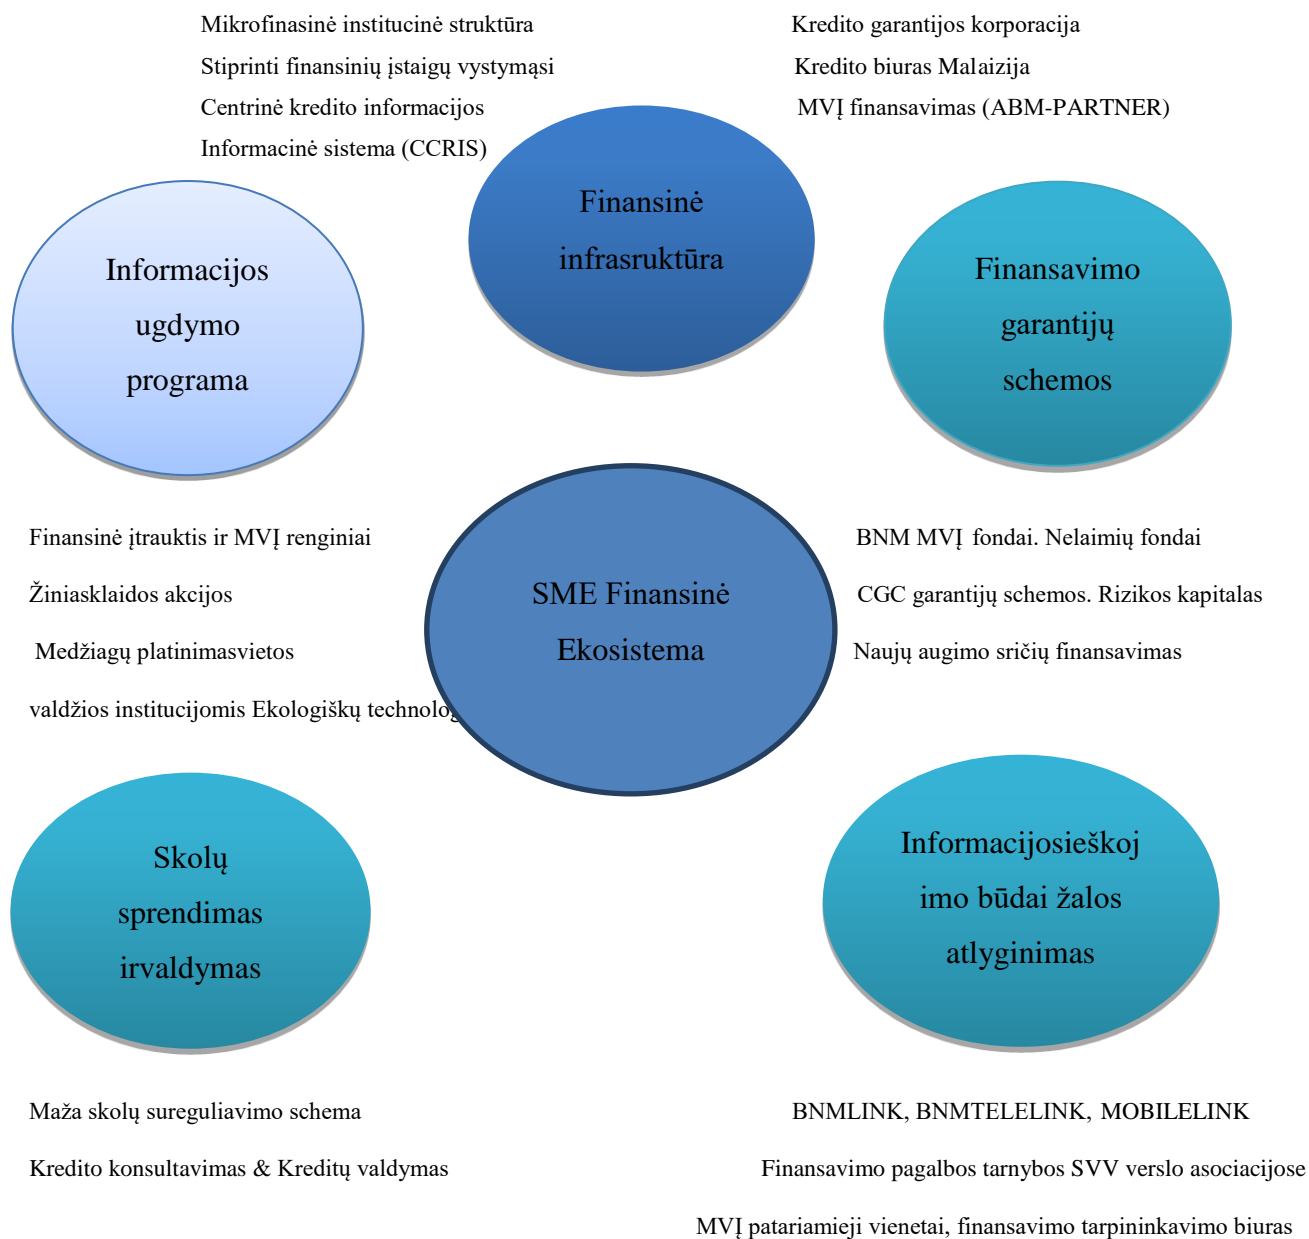 Mikrofinasinė institucinė struktūra
Kredito garantijos korporacija
Stiprinti finansinių įstaigų vystymąsi
Kredito biuras Malaizija
Centrinė kredito informacijos
MVĮ finansavimas (ABM-PARTNER)
Informacinė sistema (CCRIS)
Finansinė
infrasruktūra
Informacijos
ugdymo
programa
Finansavimo
garantijų
schemos
Finansinė įtrauktis ir MVĮ renginiai
BNM MVĮ fondai. Nelaimių fondai
Žiniasklaidos akcijos
CGC garantijų schemos. Rizikos kapitalas
Medžiagų platinimasvietos
Naujų augimo sričių finansavimas
valdžios institucijomis Ekologiškų technolog
SME Finansinė
Ekosistema
Skolų
sprendimas
irvaldymas
Informacijosieškoj
imo būdai žalos
atlyginimas
Maža skolų sureguliavimo schema
BNMLINK, BNMTELELINK, MOBILELINK
Kredito konsultavimas & Kreditų valdymas
Finansavimo pagalbos tarnybos SVV verslo asociacijose
MVĮ patariamieji vienetai, finansavimo tarpininkavimo biuras